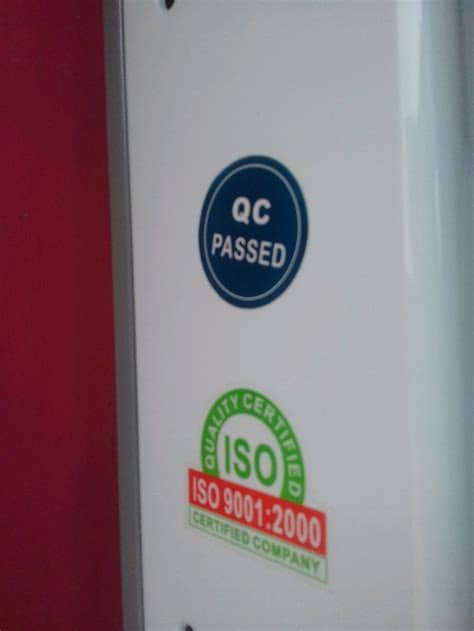 QC
PASSED
QUALITY CERTIFIED
ISO
ISO 9001:2000
CERTIFIED COMPANY